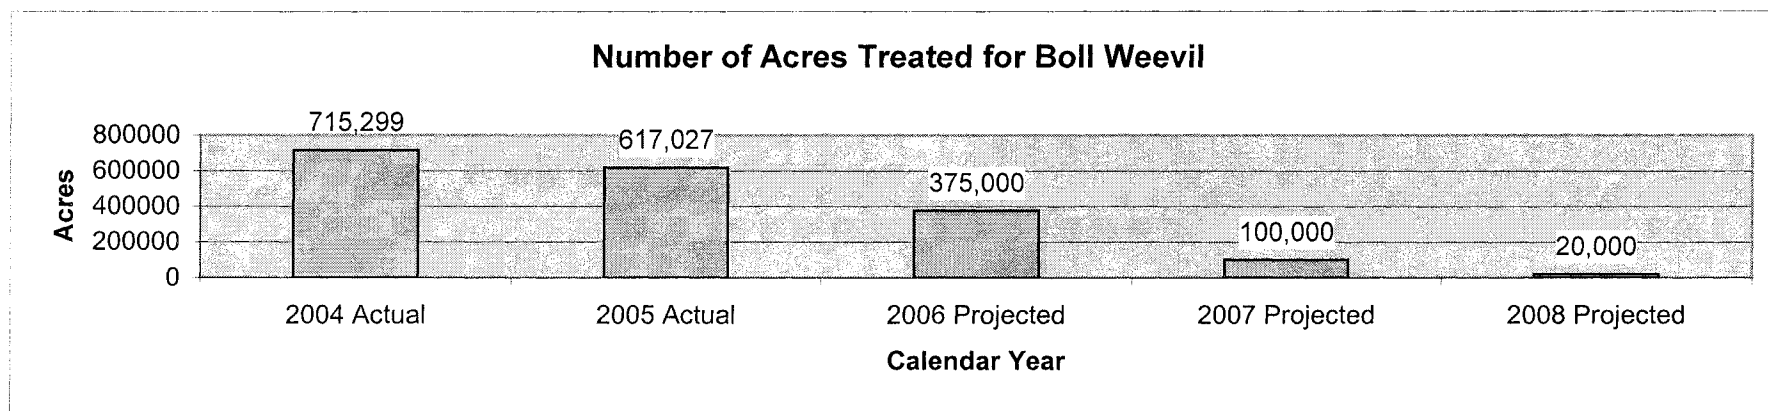 Number of Acres Treated for Boll Weevil
Acres
800000
600000
400000
200000
0
715,299
617,027
375,000
100,000
20,000
2004 Actual
2005 Actual
2006 Projected
2007 Projected
2008 Projected
Calendar Year